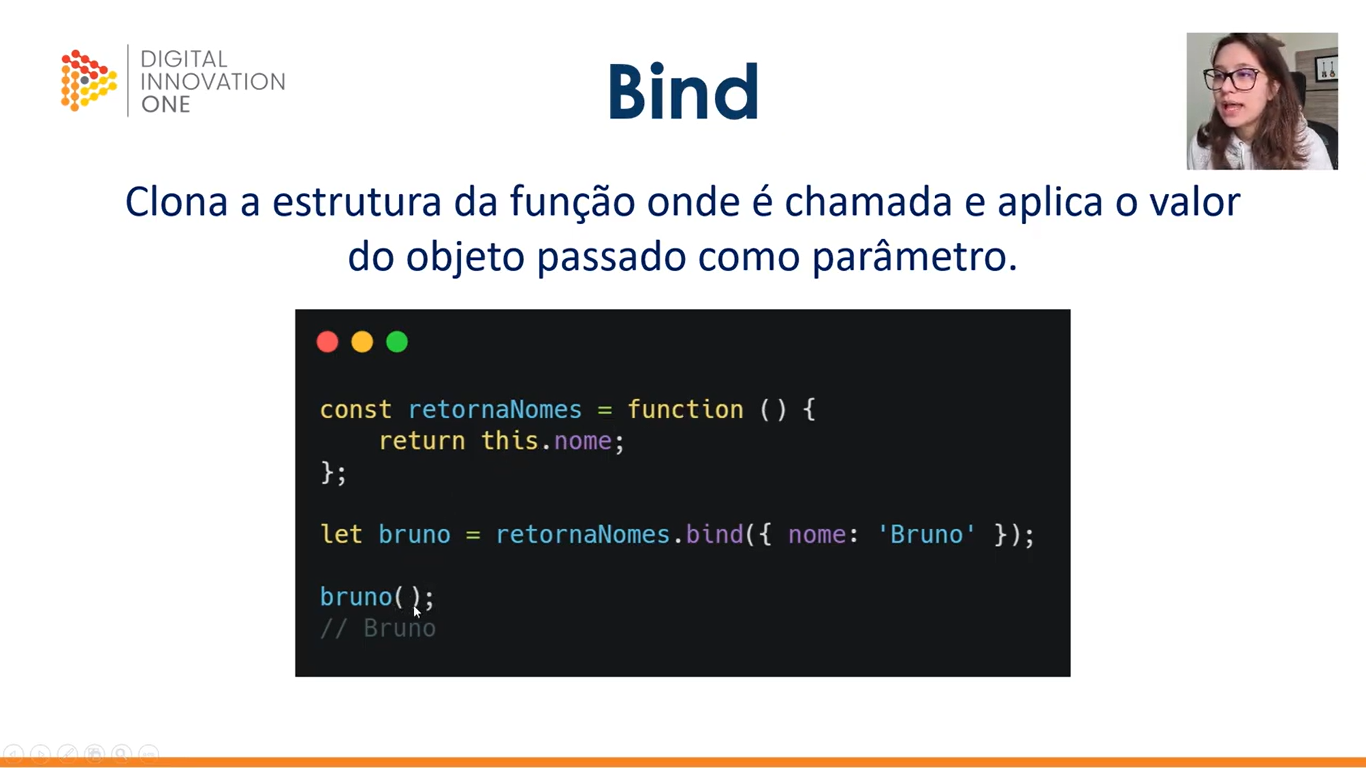 DIGITAL
INNOVATION
ONE
Bind
Clona a estrutura da função onde é chamada e aplica o valor
do objeto passado como parâmetro.
const retornaNomes = function () {
    return this.nome;
};
let bruno = retornaNomes.bind({ nome: 'Bruno' });
bruno();
// Bruno